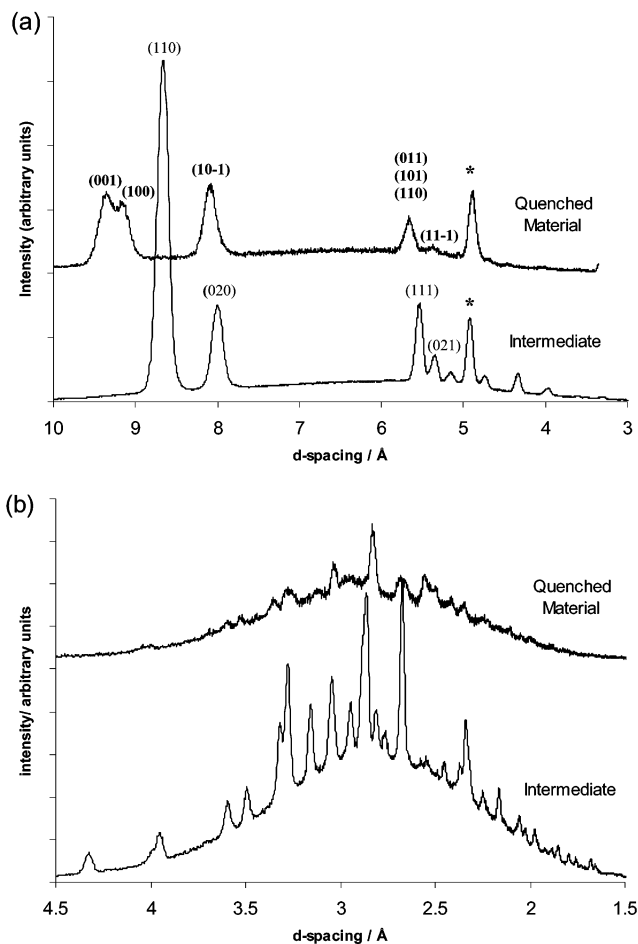 (a)
Intensity (arbitrary units)
(110)
(001)
(100)
(10-1)
(011)
(101)
(110)
(11-1)
*
Quenched
Material
(020)
(111)
(021)
*
Intermediate
10 9 8 7 6 5 4 3
d-spacing / Å
(b)
intensity/ arbitrary units
Quenched
Material
Intermediate
4.5 4 3.5 3 2.5 2 1.5
d-spacing / Å